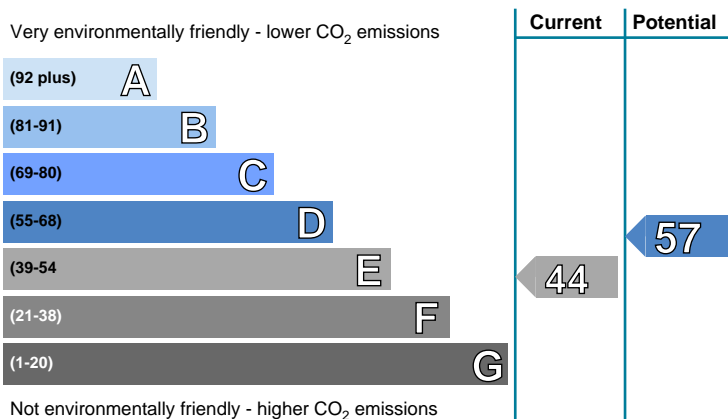 Current Potential
Very environmentally friendly - lower CO2 emissions
(92 plus) A
(81-91) B
(69-80) C
(55-68) D
57
(39-54 E
44
(21-38) F
(1-20) G
Not environmentally friendly - higher CO2 emissions